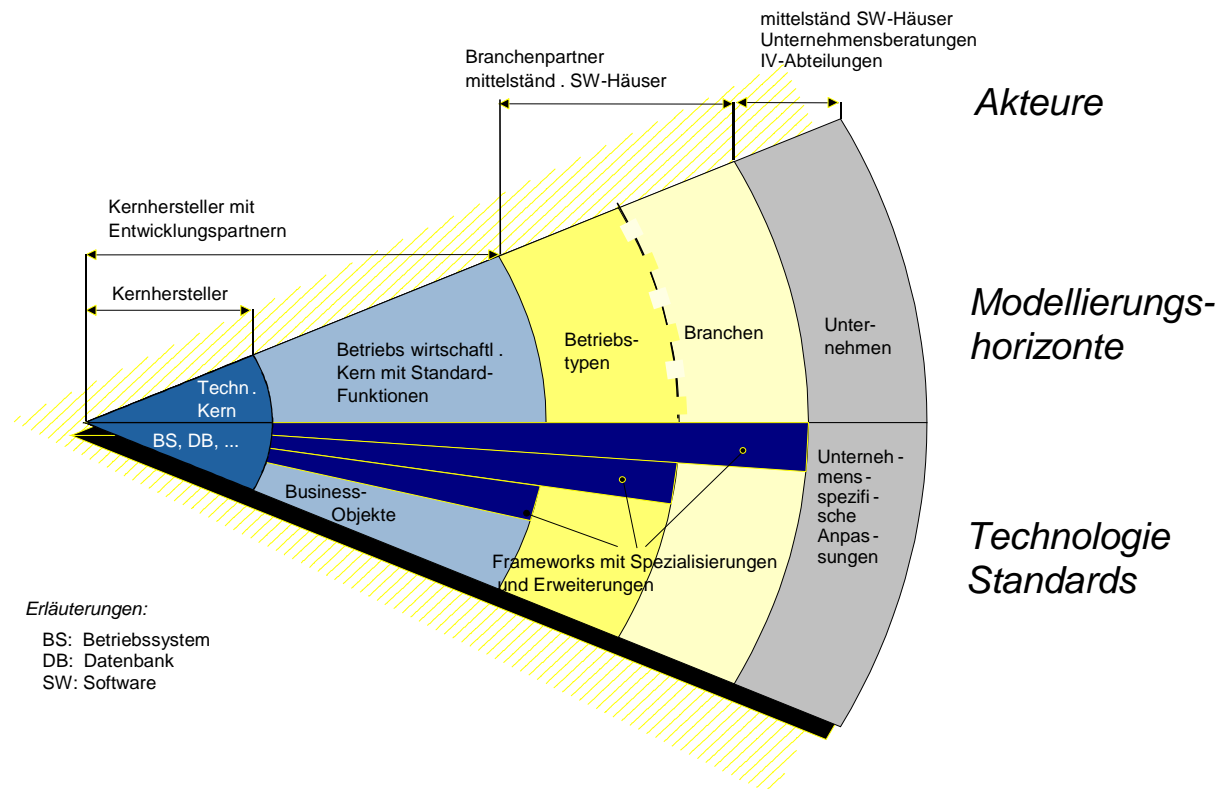 mittelständ SW-Häuser
Unternehmensberatungen
IV-Abteilungen
Branchenpartner
mittelständ . SW-Häuser
Akteure
Kernhersteller mit
Entwicklungspartnern
Kernhersteller
Modellierungs-
horizonte
Betriebs wirtschaftl .
Kern mit Standard-
Funktionen
Betriebs-
typen
Branchen
Unter-
nehmen
Techn .
Kern
BS, DB, ...
Business-
Objekte
Unterneh -
mens -
spezifi -
sche
Anpas -
sungen
Frameworks mit Spezialisierungen
und Erweiterungen
Technologie
Standards
Erläuterungen:
BS: Betriebssystem
DB: Datenbank
SW: Software